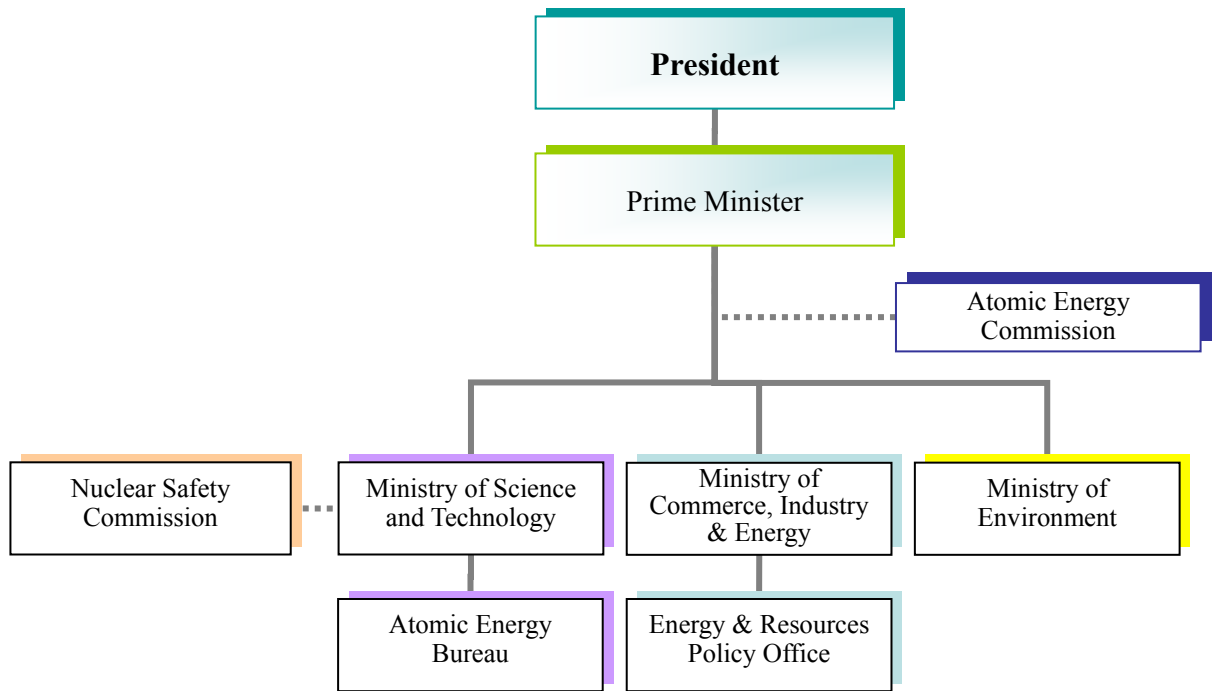 President
Prime Minister
Atomic Energy
Commission
Nuclear Safety
Commission
Ministry of Science
and Technology
Ministry of
Commerce, Industry
& Energy
Ministry of
Environment
Atomic Energy
Bureau
Energy & Resources
Policy Office